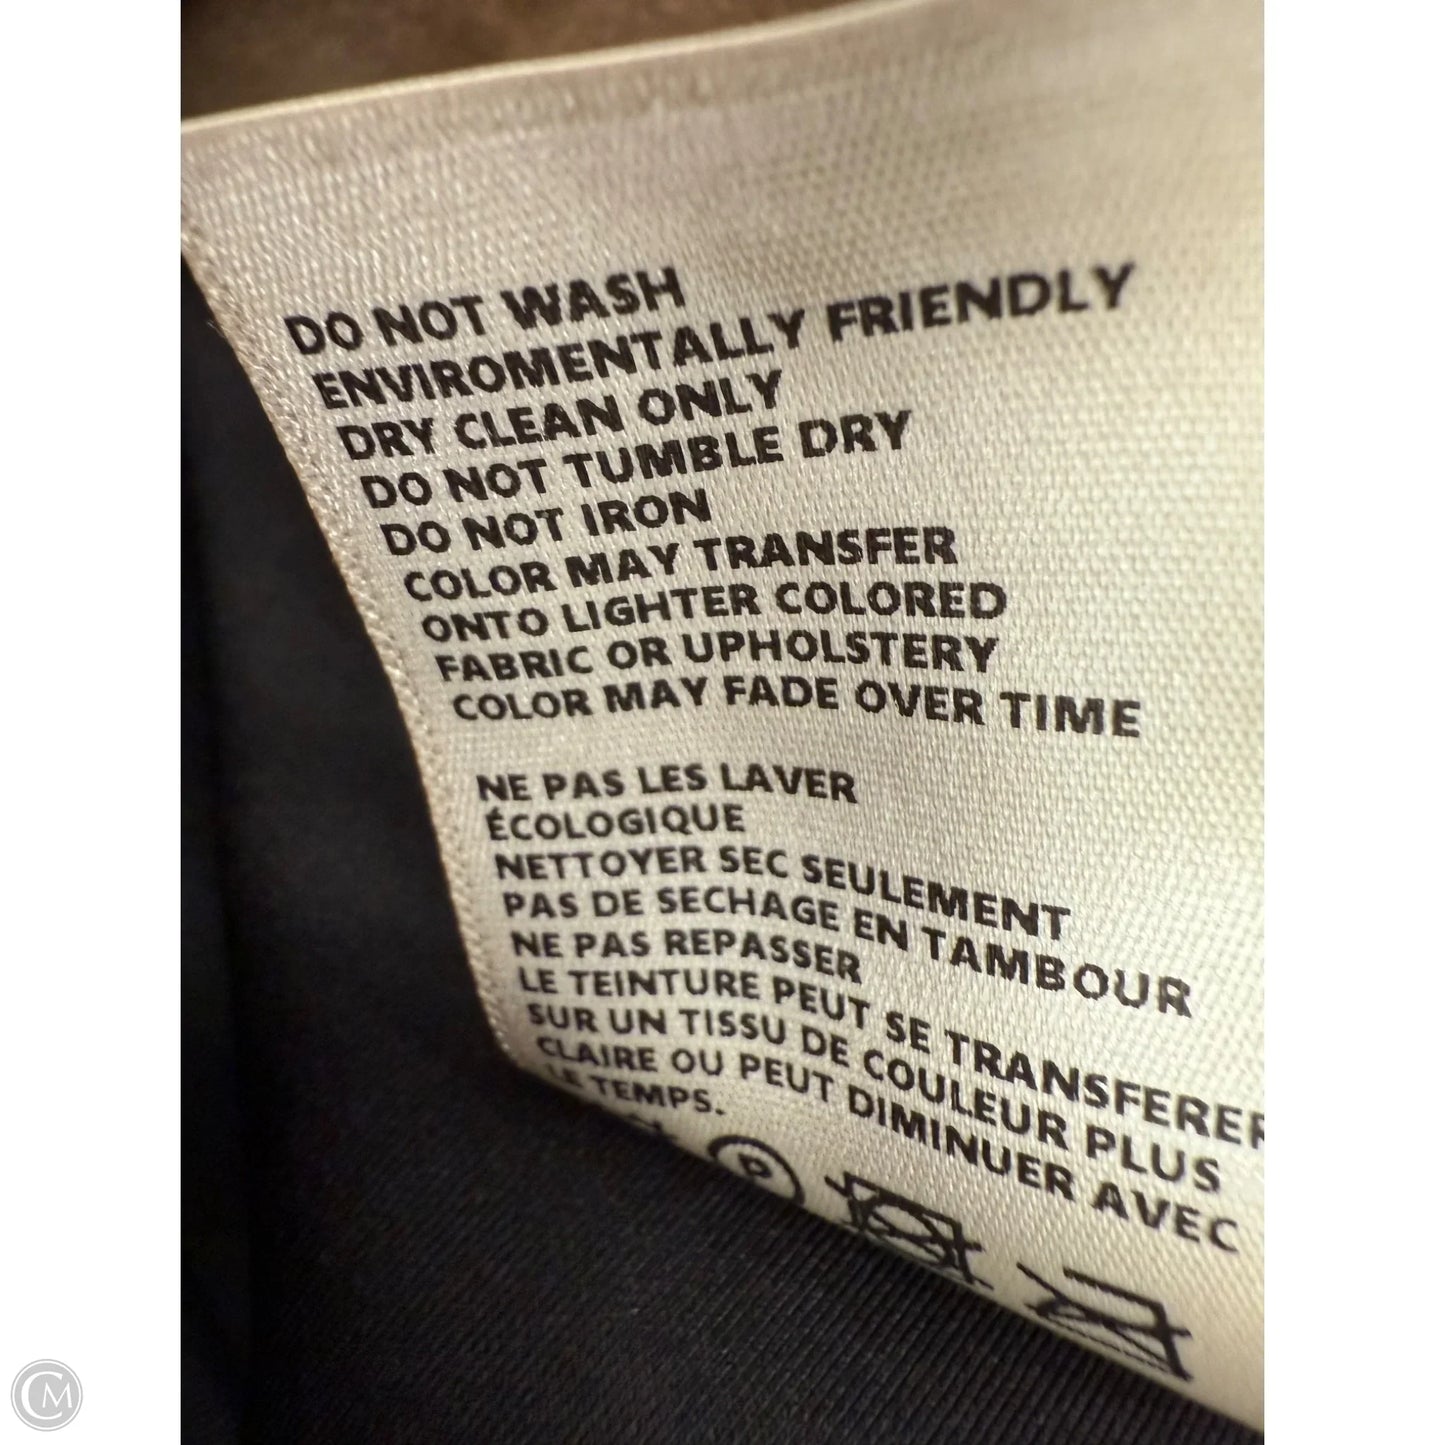 DO NOT WASH
ENVIROMENTALLY FRIENDLY
DRY CLEAN ONLY
DO NOT TUMBLE DRY
DO NOT IRON
COLOR MAY TRANSFER
ONTO LIGHTER COLORED
FABRIC OR UPHOLSTERY
COLOR MAY FADE OVER TIME
NE PAS LES LAVER
ÉCOLOGIQUE
NETTOYER SEC SEULEMENT
PAS DE SECHAGE EN TAMBOUR
NE PAS REPASSER
LE TEINTURE PEUT SE TRANSFERER
SUR UN TISSU DE COULEUR PLUS
CLAIRE OU PEUT DIMINUER AVEC
LE TEMPS.
P
CM